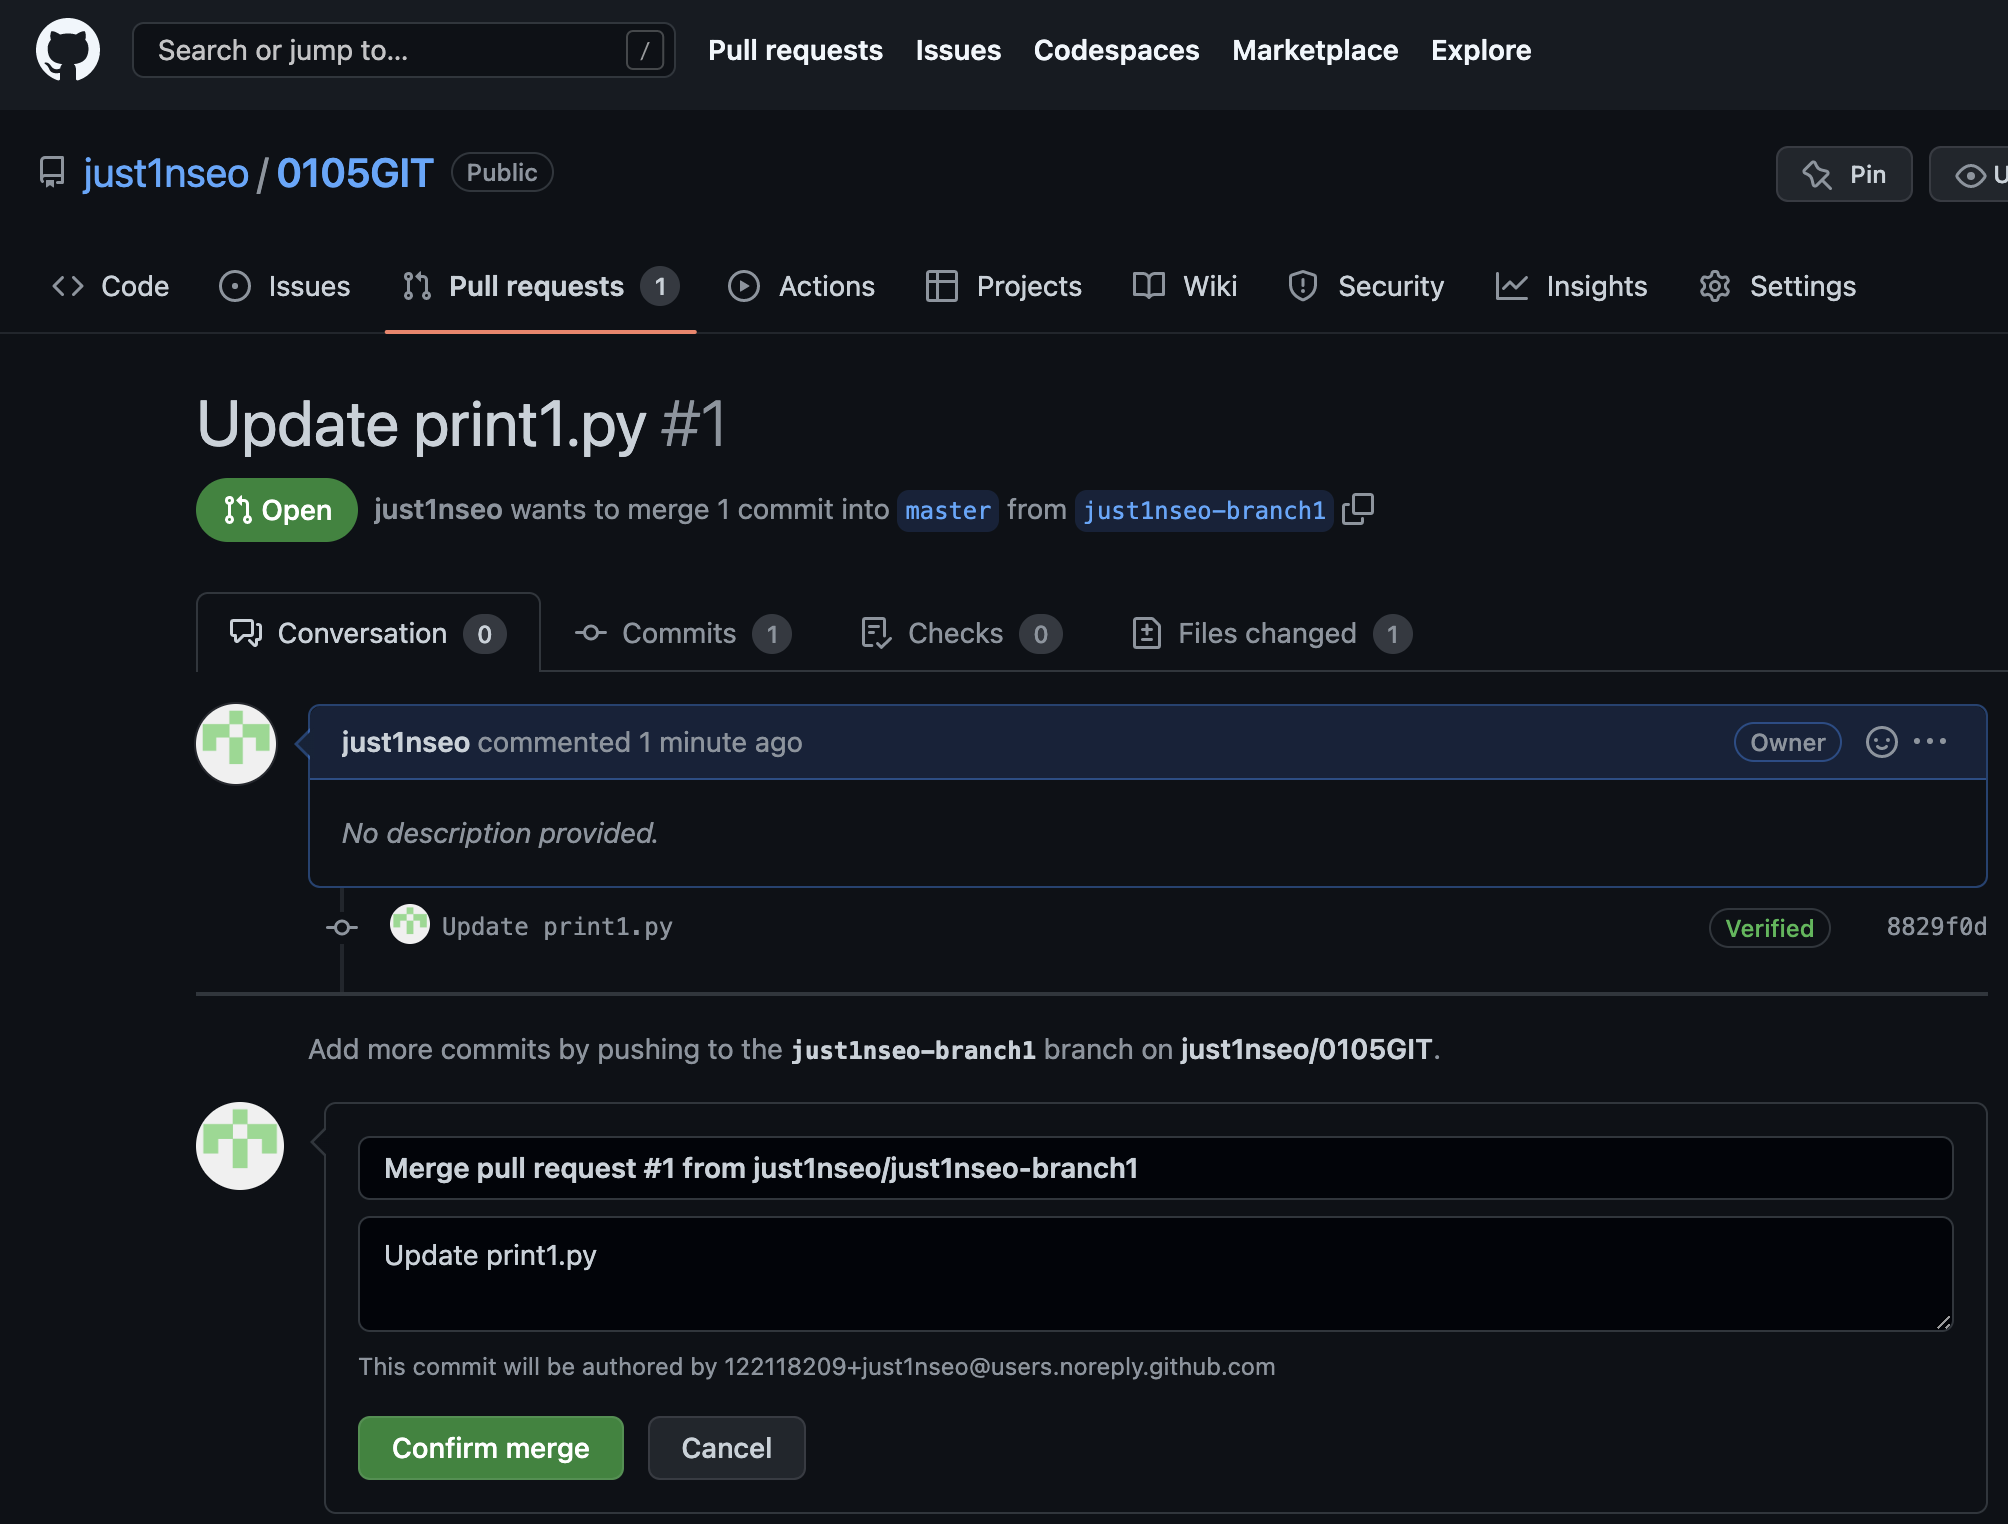 Search or jump to... /
Pull requests Issues Codespaces Marketplace Explore
just1nseo / 0105GIT Public
Pin
Code Issues Pull requests 1 Actions Projects Wiki Security Insights Settings
Update print1.py #1
Open just1nseo wants to merge 1 commit into master from just1nseo-branch1
Conversation 0 Commits 1 Checks 0 Files changed 1
just1nseo commented 1 minute ago Owner
No description provided.
Update print1.py Verified 8829f0d
Add more commits by pushing to the just1nseo-branch1 branch on just1nseo/0105GIT.
Merge pull request #1 from just1nseo/just1nseo-branch1
Update print1.py
This commit will be authored by 122118209+just1nseo@users.noreply.github.com
Confirm merge Cancel